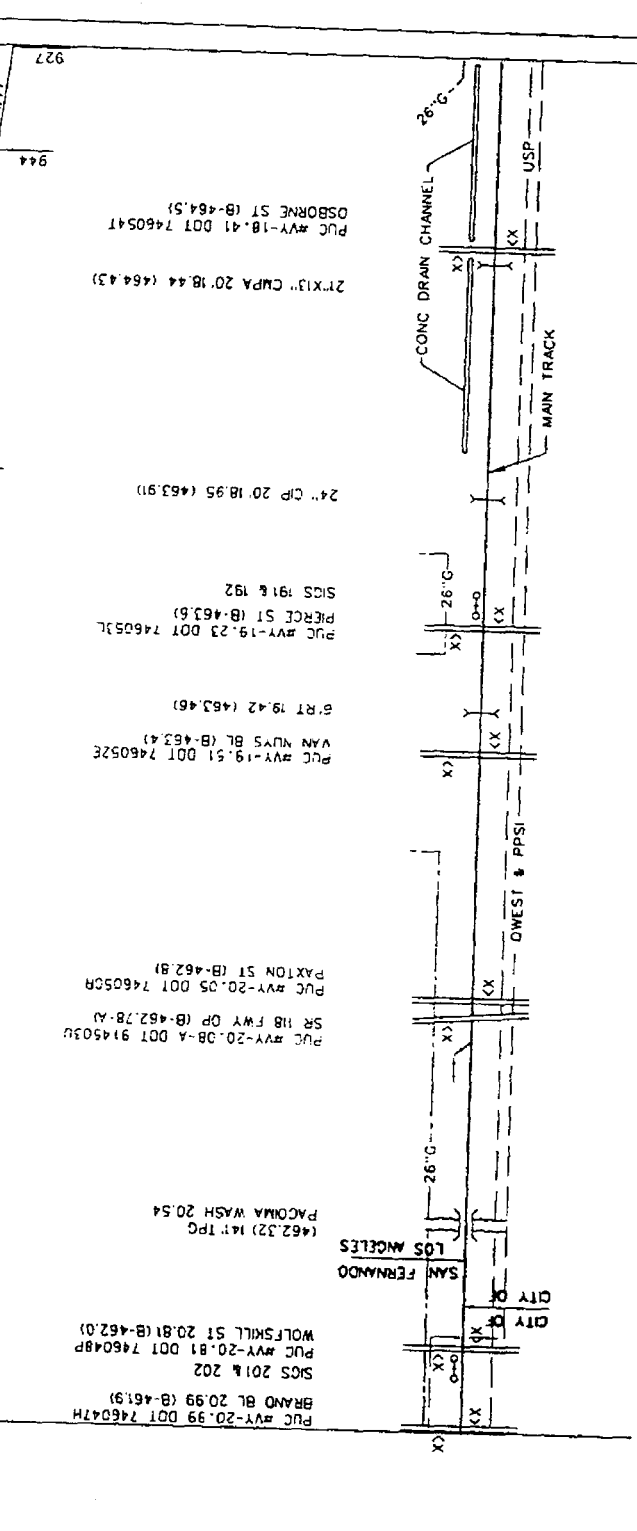 PUC #VY-20.99 DOT 746047H
BRAND BL 20.99 (B-461.9)
SIGS 201 & 202
PUC #VY-20.81 DOT 746048P
WOLFSKILL ST 20.81 (B-462.0)
CITY OF
CITY OF
SAN FERNANDO
LOS ANGELES
(462.32) 141' TPG
PACOIMA WASH 20.54
26"G
PUC #VY-20.08-A DOT 914503U
SR 118 FWY OP (B-462.78-A)
PUC #VY-20.05 DOT 746050R
PAXTON ST (B-462.8)
QWEST & PPSI
PUC #VY-19.51 DOT 746052E
VAN NUYS BL (B-463.4)
6'RT 19.42 (463.46)
PUC #VY-19.23 DOT 746053L
PIERCE ST (B-463.6)
SIGS 191 & 192
26"G
24" CIP 20' 18.95 (463.91)
MAIN TRACK
CONC DRAIN CHANNEL
21"X13" CMPA 20' 18.44 (464.43)
PUC #VY-18.41 DOT 746054T
OSBORNE ST (B-464.5)
USP
26"G
944
927